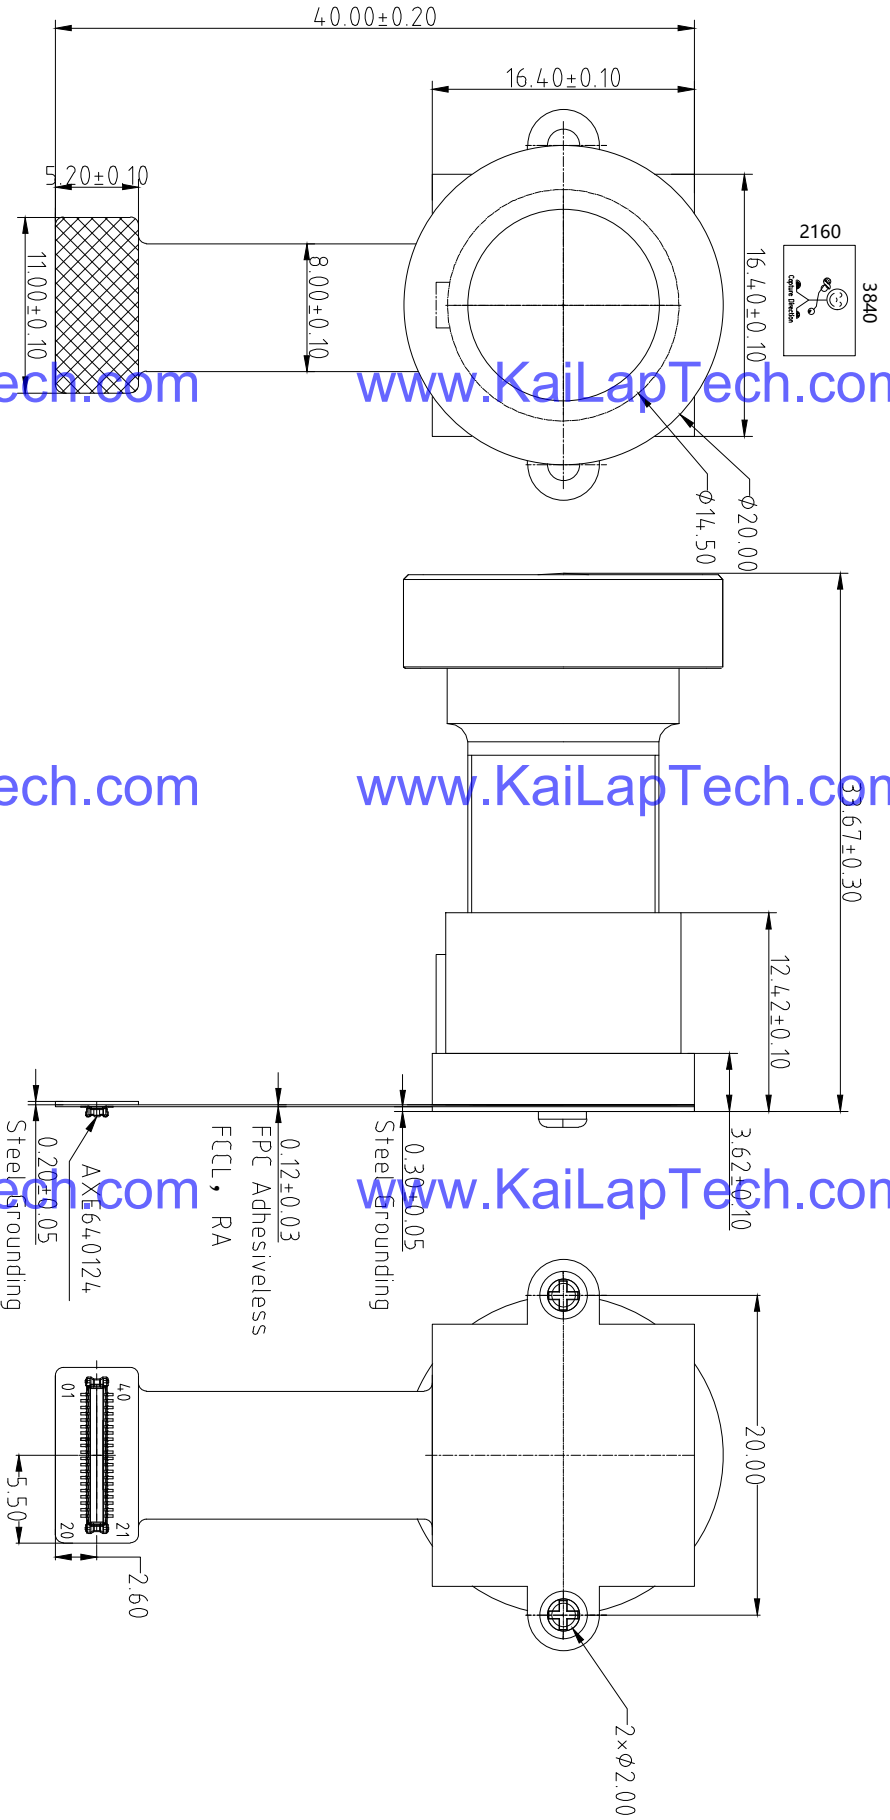 40.00±0.20
16.40±0.10
5.20±0.10
11.00±0.10
8.00±0.10
16.40±0.10
2160
3840
Capture Direction
www.KaiLapTech.com
ech.com
Φ20.00
Φ14.50
33.67±0.30
www.KaiLapTech.com
ech.com
12.42±0.10
3.62±0.10
0.30±0.05
Steel Grounding
0.12±0.03
FPC Adhesiveless
FCCL, RA
AXE640124
0.20±0.05
Steel Grounding
www.KaiLapTech.com
ech.com
20.00
40
01
21
20
5.50
2.60
2×Φ2.00